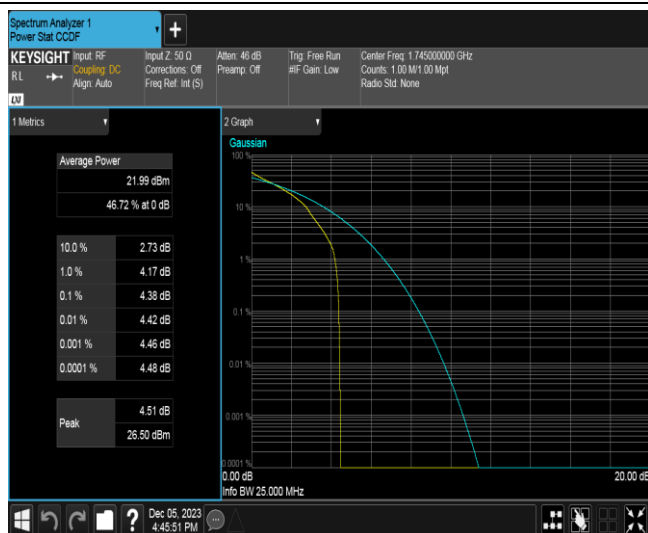 Spectrum Analyzer 1
Power Stat CCDF
+
KEYSIGHT
RL
LXI
Input: RF
Coupling: DC
Align: Auto
Input Z: 50 Ω
Corrections: Off
Freq Ref: Int (S)
Atten: 46 dB
Preamp: Off
Trig: Free Run
#IF Gain: Low
Center Freq: 1.745000000 GHz
Counts: 1.00 M/1.00 Mpt
Radio Std: None
1 Metrics
Average Power
21.99 dBm
46.72 % at 0 dB
10.0 % 2.73 dB
1.0 % 4.17 dB
0.1 % 4.38 dB
0.01 % 4.42 dB
0.001 % 4.46 dB
0.0001 % 4.48 dB
Peak
4.51 dB
26.50 dBm
2 Graph
Gaussian
100 %
10 %
1 %
0.1 %
0.01 %
0.001 %
0.0001 %
0.00 dB 20.00 dB
Info BW 25.000 MHz
?
Dec 05, 2023
4:45:51 PM